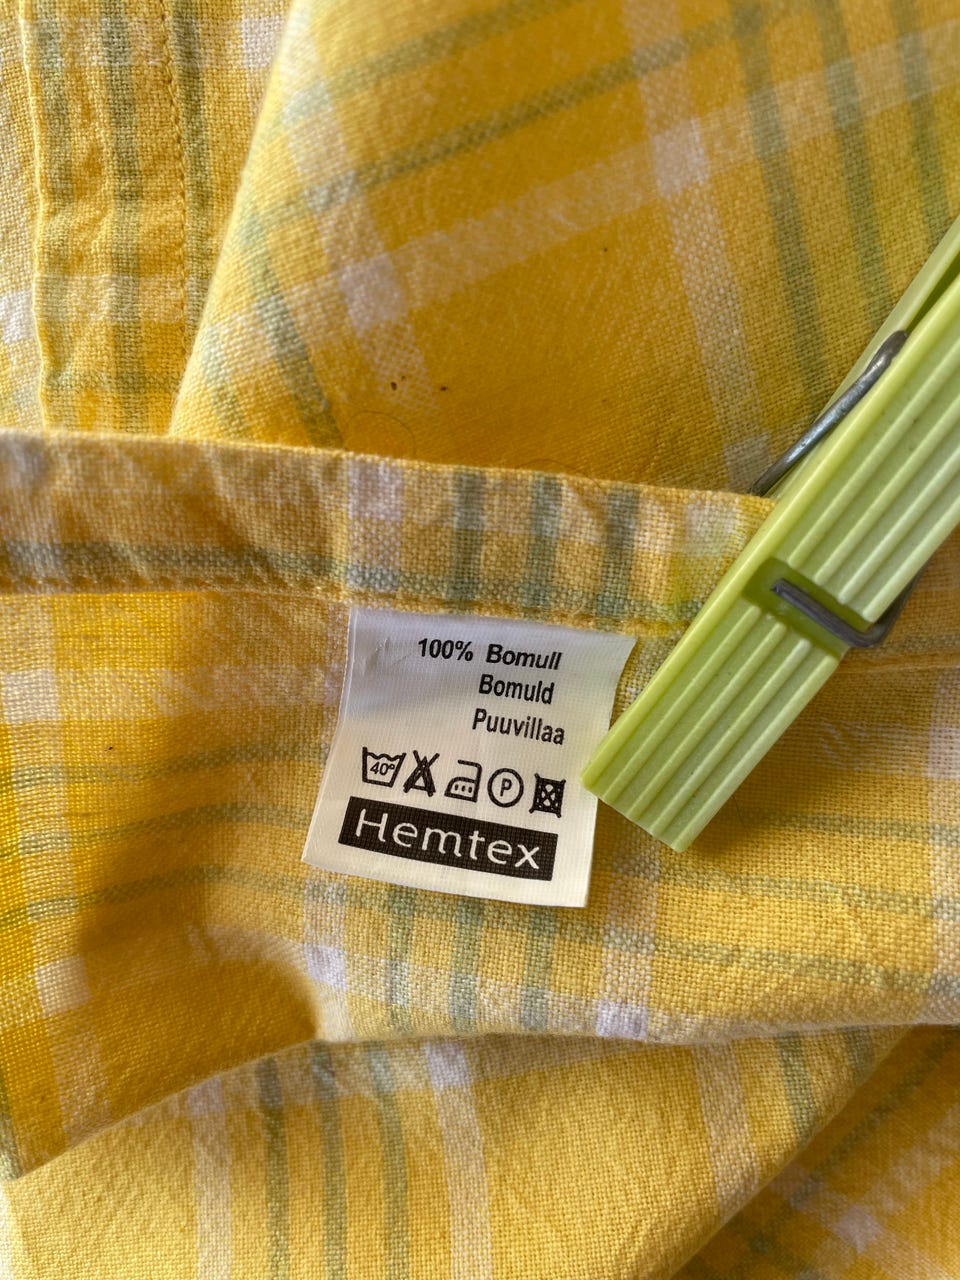 100% Bomull
Bomuld
Puuvillaa
40° P
Hemtex